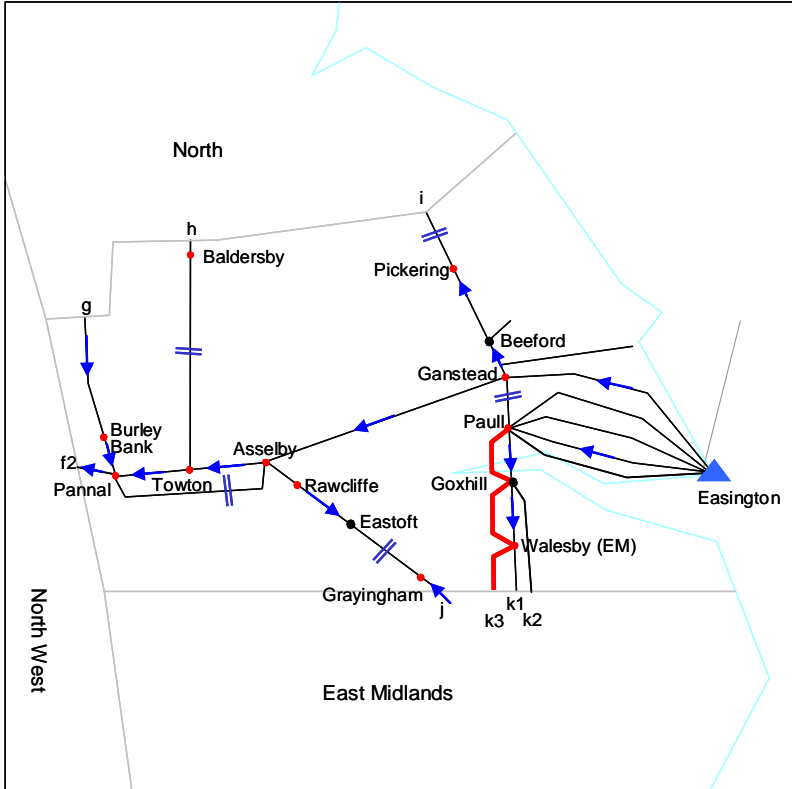 North
i
h
Baldersby
Pickering
g
Beeford
Ganstead
Paull
Burley
Bank
Asselby
f2
Pannal
Towton
Rawcliffe
Goxhill
Easington
Eastoft
Walesby (EM)
Grayingham
j
k1
k3
k2
North West
East Midlands